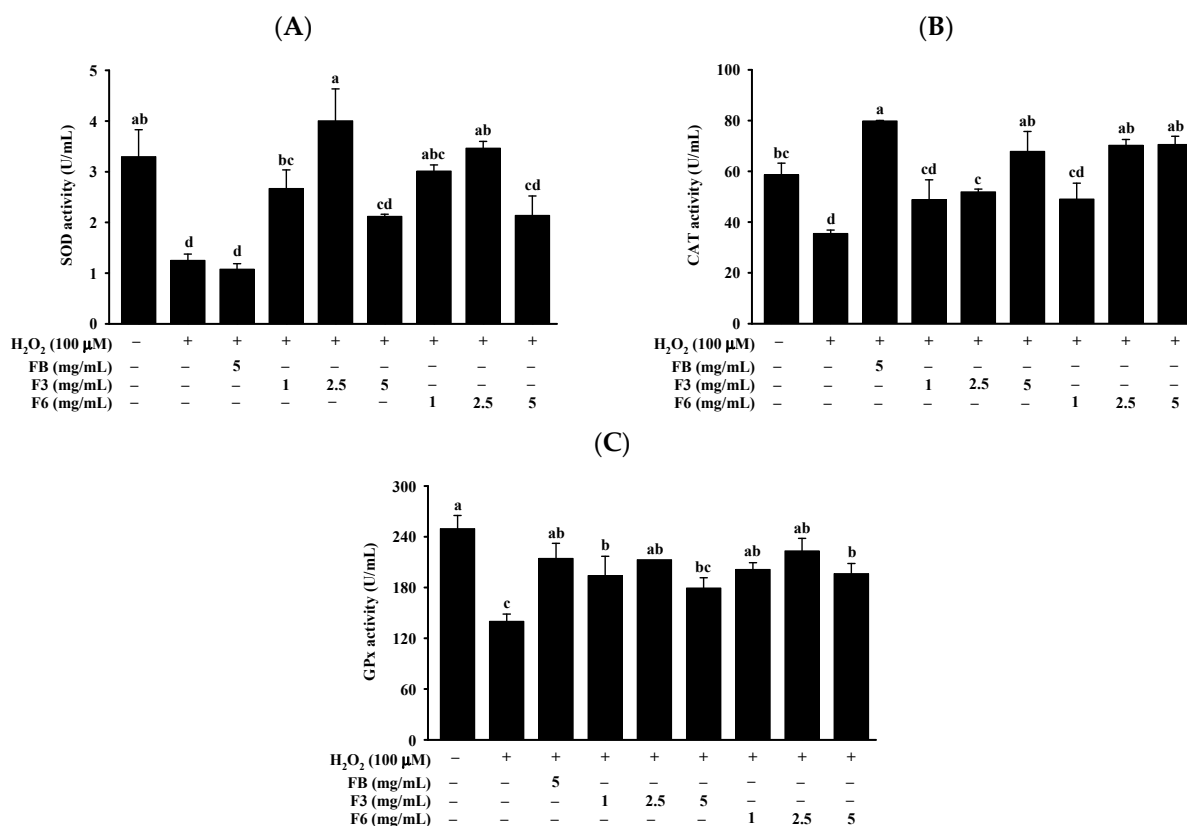 (A)
5
4
3
2
1
0
SOD activity (U/mL)
ab
d
d
bc
a
cd
abc
ab
cd
H₂O₂ (100 µM) – + + + + + + + +
FB (mg/mL) – – 5 – – – – – –
F3 (mg/mL) – – – 1 2.5 5 – – –
F6 (mg/mL) – – – – – – 1 2.5 5
(B)
100
80
60
40
20
0
CAT activity (U/mL)
bc
d
a
cd
c
ab
cd
ab
ab
H₂O₂ (100 µM) – + + + + + + + +
FB (mg/mL) – – 5 – – – – – –
F3 (mg/mL) – – – 1 2.5 5 – – –
F6 (mg/mL) – – – – – – 1 2.5 5
(C)
300
240
180
120
60
0
GPx activity (U/mL)
a
c
ab
b
ab
bc
ab
ab
b
H₂O₂ (100 µM) – + + + + + + + +
FB (mg/mL) – – 5 – – – – – –
F3 (mg/mL) – – – 1 2.5 5 – – –
F6 (mg/mL) – – – – – – 1 2.5 5